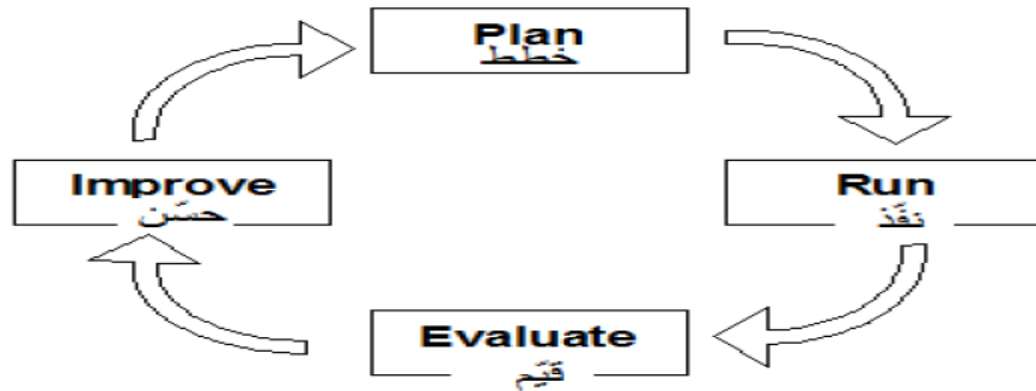 Plan
خطط
Run
نفّذ
Evaluate
قيّم
Improve
حسّن